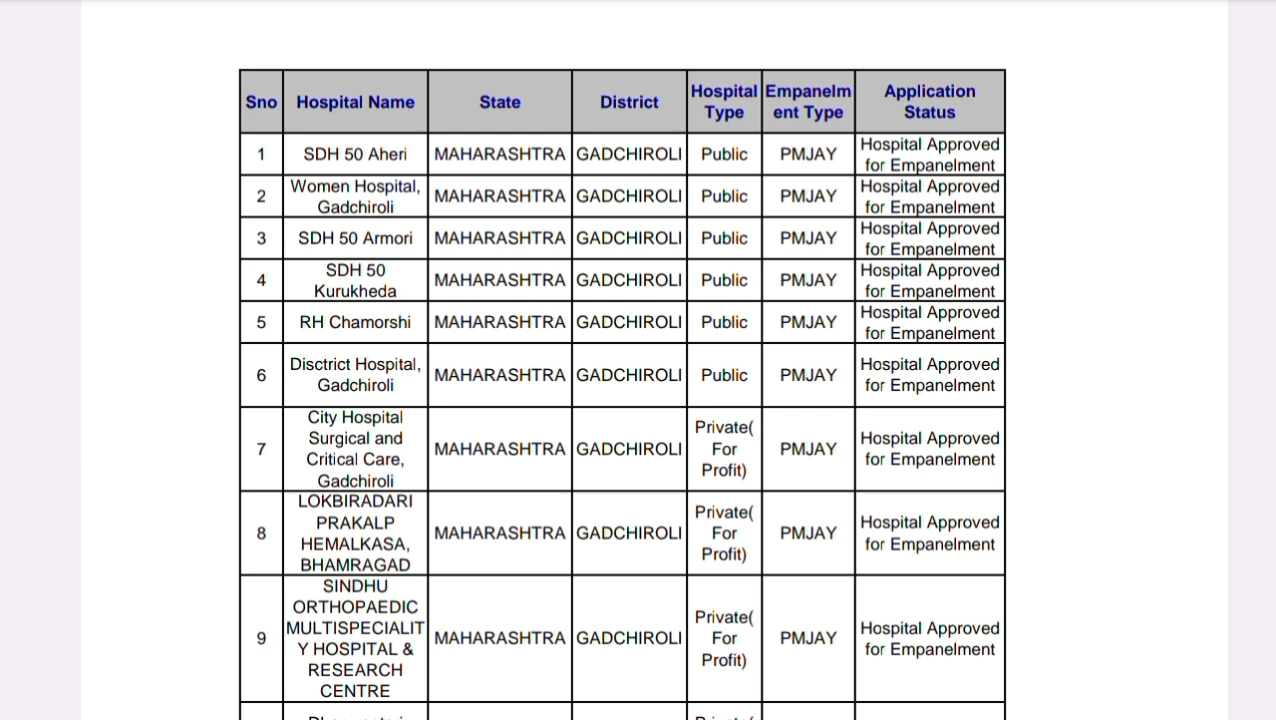 Sno Hospital Name State District Hospital Type Empanelm ent Type Application Status
1 SDH 50 Aheri MAHARASHTRA GADCHIROLI Public PMJAY Hospital Approved for Empanelment
2 Women Hospital, Gadchiroli MAHARASHTRA GADCHIROLI Public PMJAY Hospital Approved for Empanelment
3 SDH 50 Armori MAHARASHTRA GADCHIROLI Public PMJAY Hospital Approved for Empanelment
4 SDH 50 Kurukheda MAHARASHTRA GADCHIROLI Public PMJAY Hospital Approved for Empanelment
5 RH Chamorshi MAHARASHTRA GADCHIROLI Public PMJAY Hospital Approved for Empanelment
6 Disctrict Hospital, Gadchiroli MAHARASHTRA GADCHIROLI Public PMJAY Hospital Approved for Empanelment
7 City Hospital Surgical and Critical Care, Gadchiroli MAHARASHTRA GADCHIROLI Private( For Profit) PMJAY Hospital Approved for Empanelment
8 LOKBIRADARI PRAKALP HEMALKASA, BHAMRAGAD MAHARASHTRA GADCHIROLI Private( For Profit) PMJAY Hospital Approved for Empanelment
9 SINDHU ORTHOPAEDIC MULTISPECIALIT Y HOSPITAL & RESEARCH CENTRE MAHARASHTRA GADCHIROLI Private( For Profit) PMJAY Hospital Approved for Empanelment